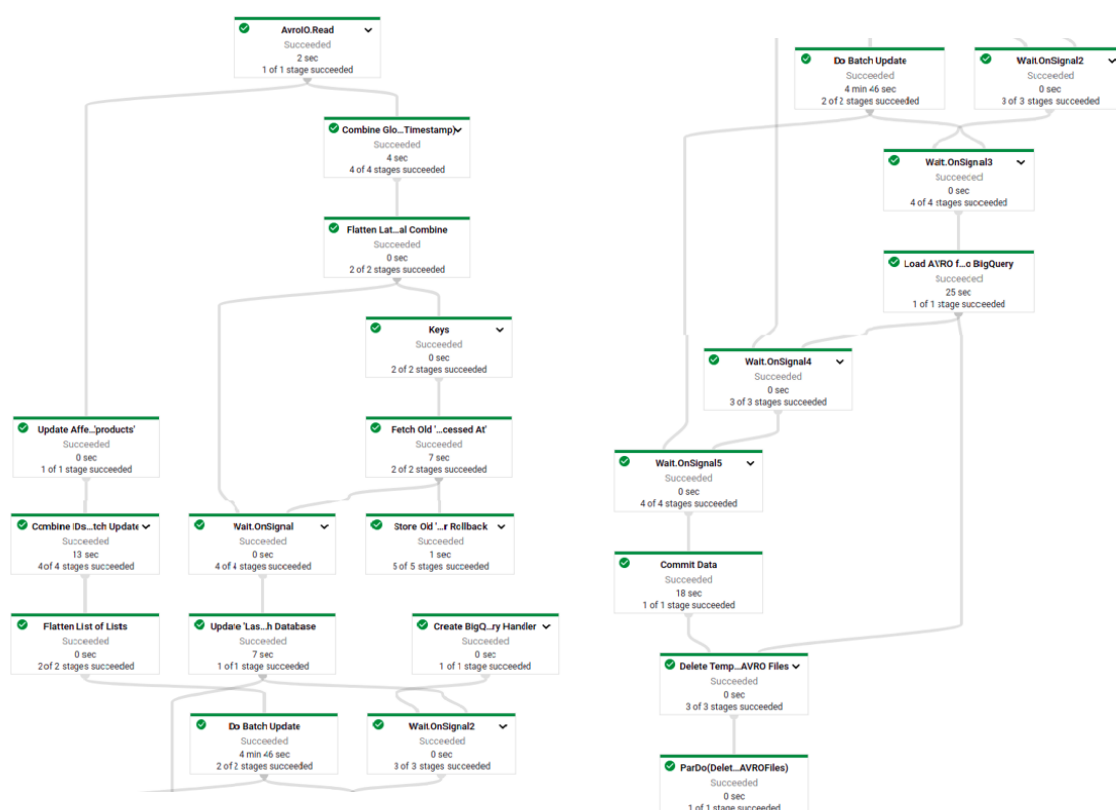 AvroIO.Read
Succeeded
2 sec
1 of 1 stage succeeded
Combine Glo...Timestamp)
Succeeded
4 sec
4 of 4 stages succeeded
Flatten Lat...al Combine
Succeeded
0 sec
2 of 2 stages succeeded
Keys
Succeeded
0 sec
2 of 2 stages succeeded
Update Affe...'products'
Succeeded
0 sec
1 of 1 stage succeeded
Fetch Old '...cessed At'
Succeeded
7 sec
2 of 2 stages succeeded
Combine IDs...tch Update
Succeeded
13 sec
4 of 4 stages succeeded
Wait.OnSignal
Succeeded
0 sec
4 of 4 stages succeeded
Store Old '...r Rollback
Succeeded
1 sec
5 of 5 stages succeeded
Flatten List of Lists
Succeeded
0 sec
2 of 2 stages succeeded
Update 'Las...h Database
Succeeded
7 sec
1 of 1 stage succeeded
Create BigQ...ry Handler
Succeeded
0 sec
1 of 1 stage succeeded
Do Batch Update
Succeeded
4 min 46 sec
2 of 2 stages succeeded
Wait.OnSignal2
Succeeded
0 sec
3 of 3 stages succeeded
Do Batch Update
Succeeded
4 min 46 sec
2 of 2 stages succeeded
Wait.OnSignal2
Succeeded
0 sec
3 of 3 stages succeeded
Wait.OnSignal3
Succeeded
0 sec
4 of 4 stages succeeded
Load AVRO f...o BigQuery
Succeeded
25 sec
1 of 1 stage succeeded
Wait.OnSignal4
Succeeded
0 sec
3 of 3 stages succeeded
Wait.OnSignal5
Succeeded
0 sec
4 of 4 stages succeeded
Commit Data
Succeeded
18 sec
1 of 1 stage succeeded
Delete Temp...AVRO Files
Succeeded
0 sec
3 of 3 stages succeeded
ParDo(Delet...AVROFiles)
Succeeded
0 sec
1 of 1 stage succeeded